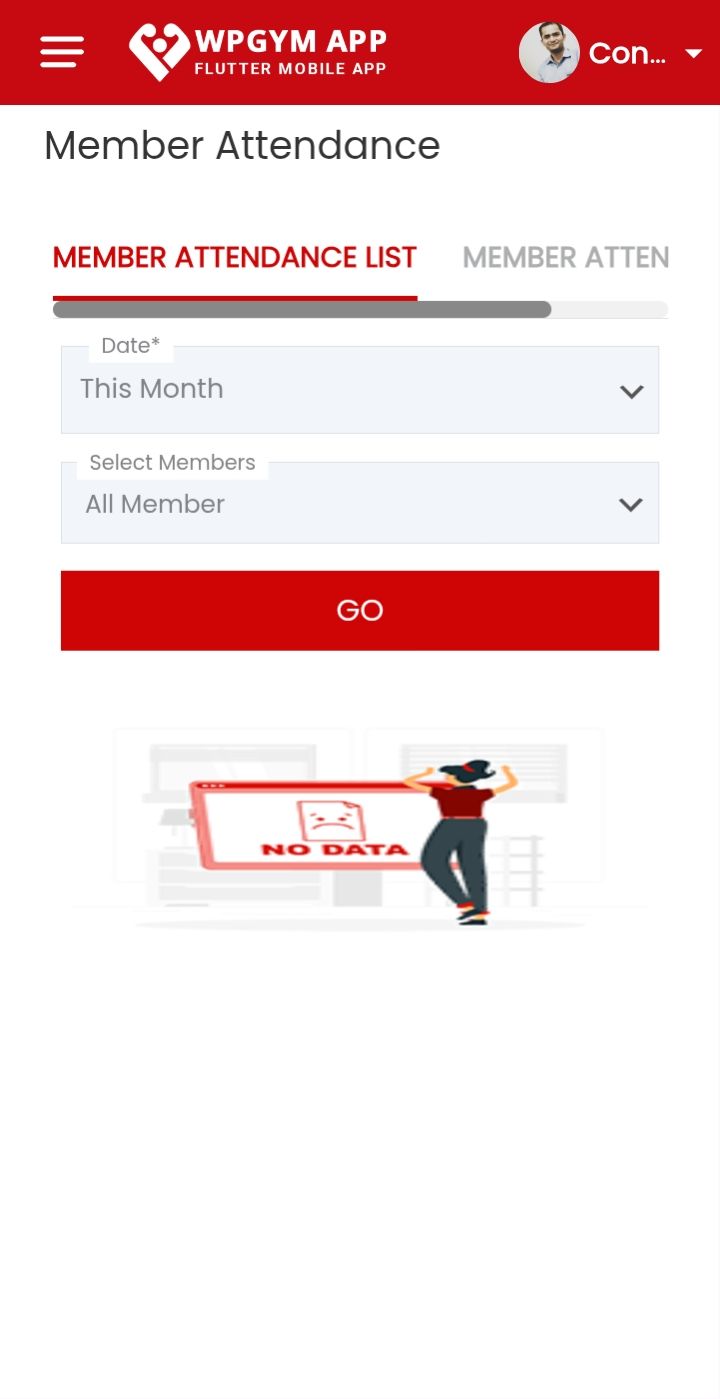 WPGYM APP
FLUTTER MOBILE APP
Con...
Member Attendance
MEMBER ATTENDANCE LIST
MEMBER ATTEN
Date*
This Month
Select Members
All Member
GO
NO DATA